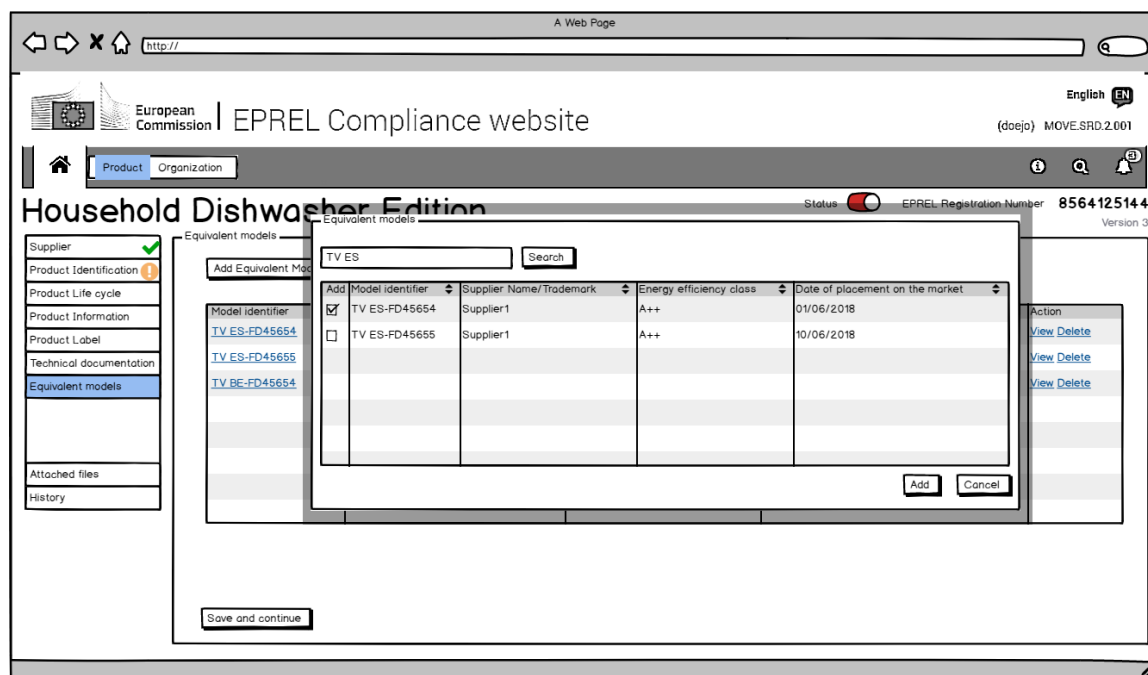 A Web Page
http://
English EN
European
Commission
EPREL Compliance website
(doejo) MOVE.SRD.2.001
Product Organization
Household Dishwasher Edition
Status
EPREL Registration Number 8564125144
Version 3
Supplier
Product Identification
Product Life cycle
Product Information
Product Label
Technical documentation
Equivalent models
Attached files
History
Equivalent models
Add Equivalent
Model identifier
Action
TV ES-FD45654
View Delete
TV ES-FD45655
View Delete
TV BE-FD45654
View Delete
Save and continue
Equivalent models
TV ES
Search
Add Model identifier Supplier Name/Trademark Energy efficiency class Date of placement on the market
TV ES-FD45654 Supplier1 A++ 01/06/2018
TV ES-FD45655 Supplier1 A++ 10/06/2018
Add Cancel